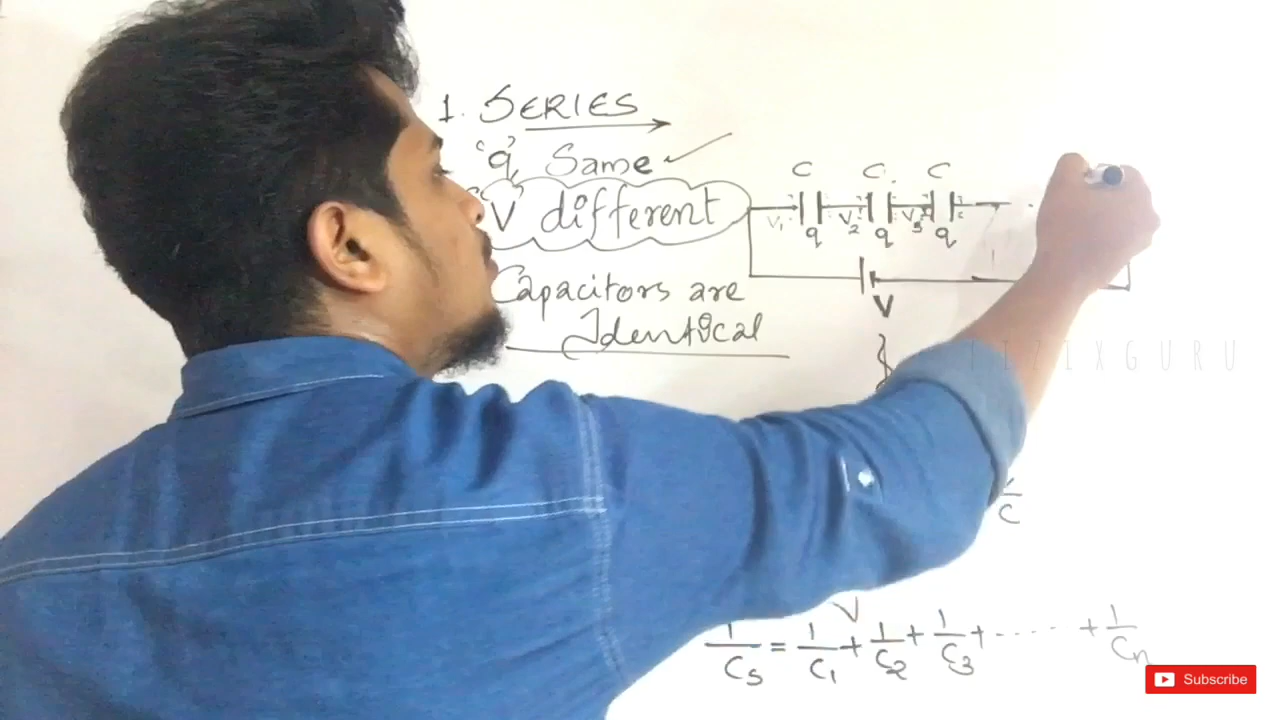 1. SERIES
'q' Same
'V' different
Capacitors are
Identical
C C C
V₁ V₂ V₃
q q q
V
FIZIXGURU
C
V
1/Cs = 1/C₁ + 1/C₂ + 1/C₃ + ..... + 1/Cn
Subscribe